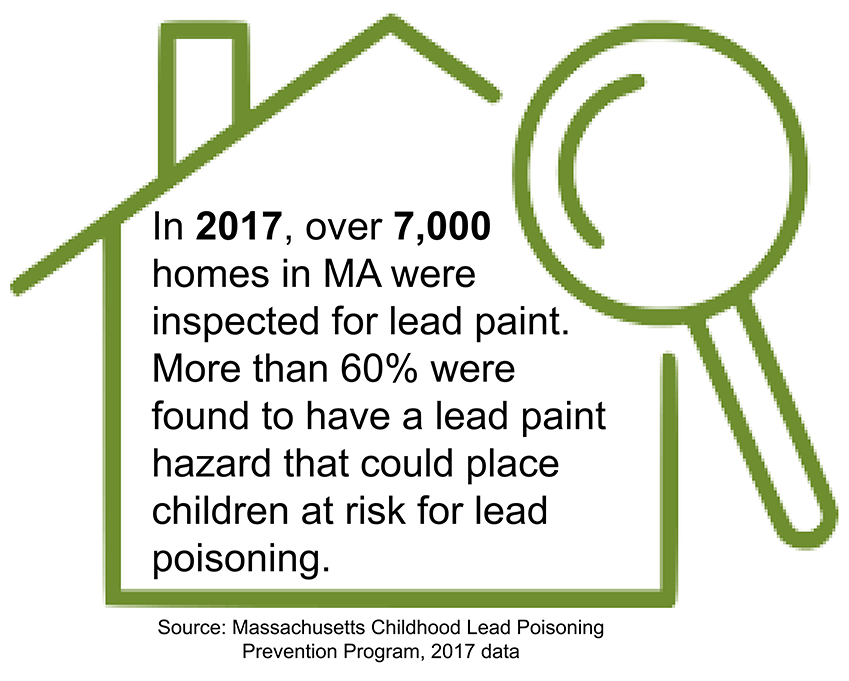 In 2017, over 7,000
homes in MA were
inspected for lead paint.
More than 60% were
found to have a lead paint
hazard that could place
children at risk for lead
poisoning.
Source: Massachusetts Childhood Lead Poisoning
Prevention Program, 2017 data